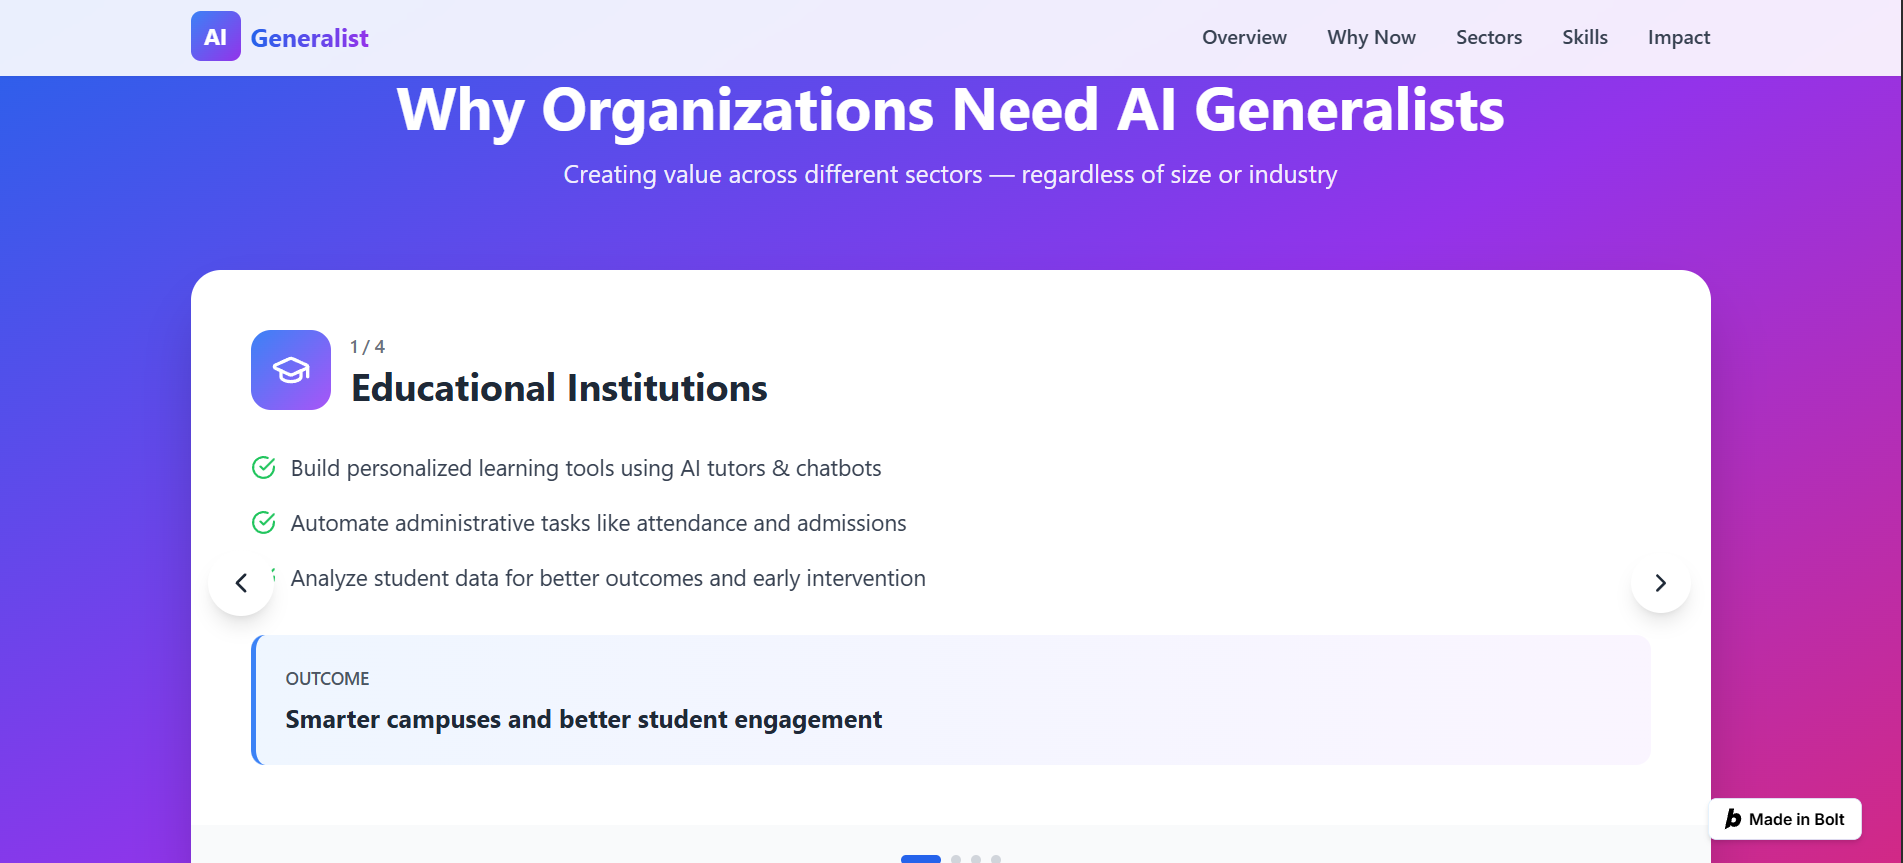 AI Generalist
Overview
Why Now
Sectors
Skills
Impact
Why Organizations Need AI Generalists
Creating value across different sectors — regardless of size or industry
1 / 4
Educational Institutions
Build personalized learning tools using AI tutors & chatbots
Automate administrative tasks like attendance and admissions
Analyze student data for better outcomes and early intervention
OUTCOME
Smarter campuses and better student engagement
b Made in Bolt